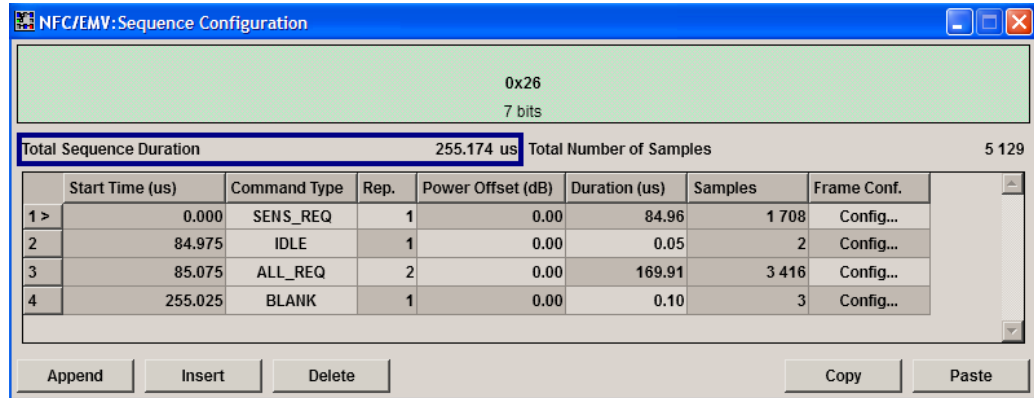 NFC/EMV: Sequence Configuration
0x26
7 bits
Total Sequence Duration 255.174 us Total Number of Samples 5 129
Start Time (us) Command Type Rep. Power Offset (dB) Duration (us) Samples Frame Conf.
1 > 0.000 SENS_REQ 1 0.00 84.96 1 708 Config...
2 84.975 IDLE 1 0.00 0.05 2 Config...
3 85.075 ALL_REQ 2 0.00 169.91 3 416 Config...
4 255.025 BLANK 1 0.00 0.10 3 Config...
Append Insert Delete Copy Paste